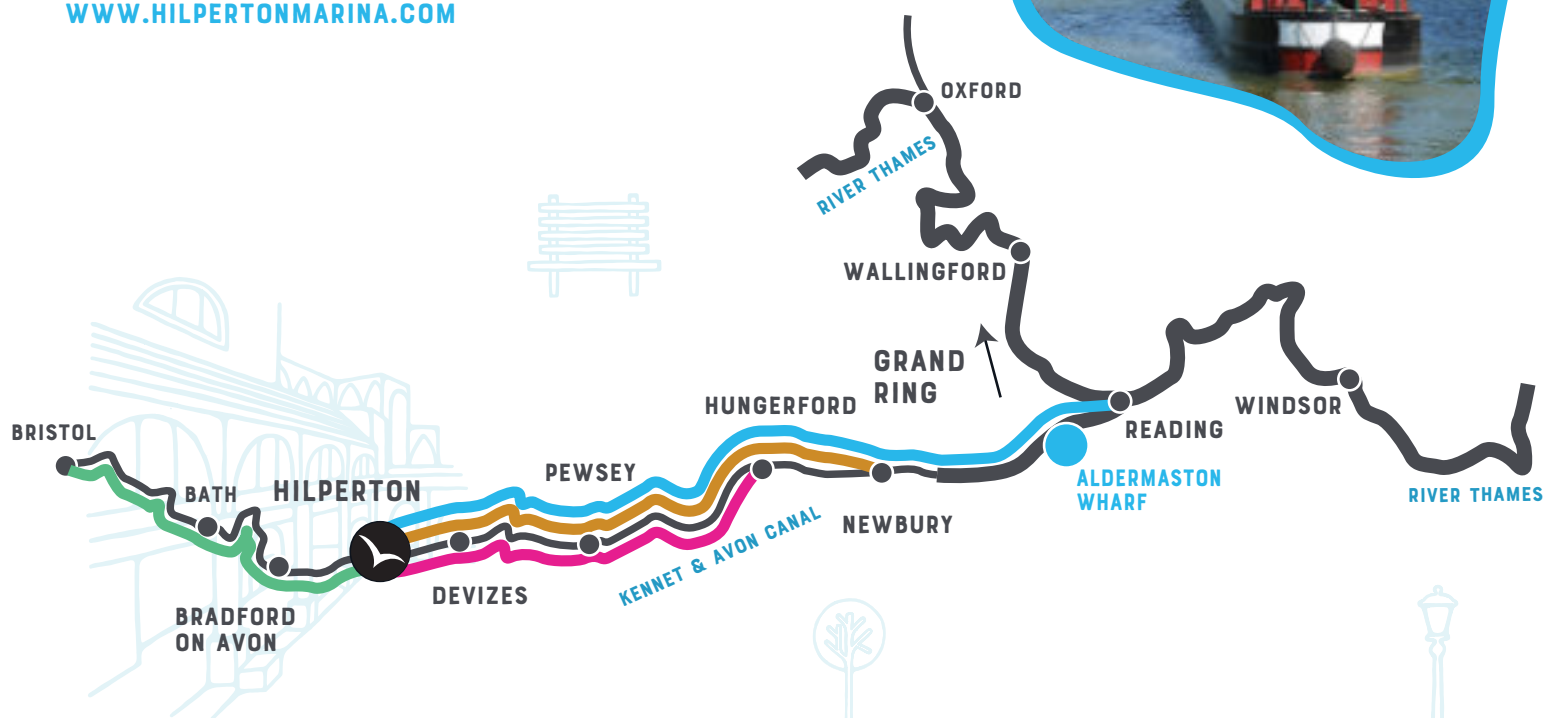 WWW.HILPERTONMARINA.COM
OXFORD
RIVER THAMES
WALLINGFORD
GRAND
RING
HUNGERFORD
WINDSOR
READING
BRISTOL
PEWSEY
BATH
HILPERTON
ALDERMASTON
WHARF
RIVER THAMES
NEWBURY
KENNET & AVON CANAL
DEVIZES
BRADFORD
ON AVON